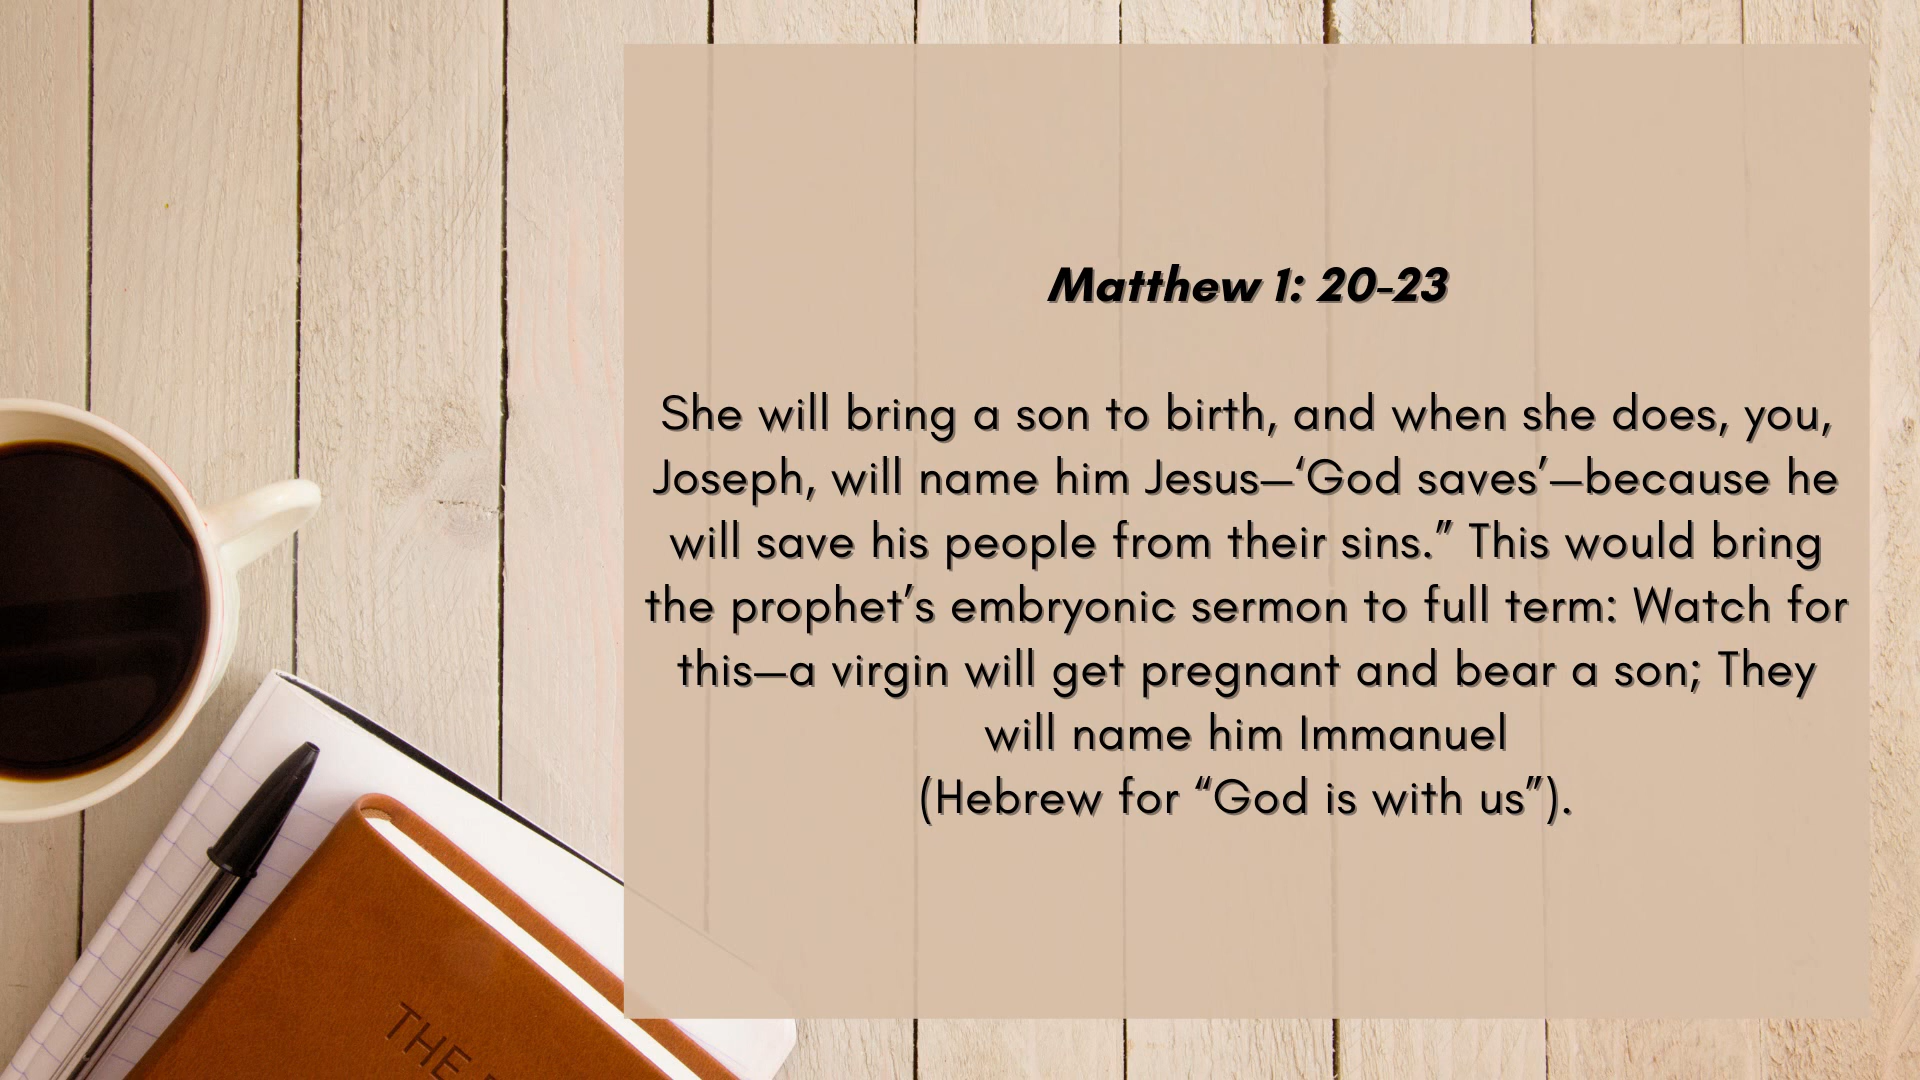 Matthew 1: 20-23
She will bring a son to birth, and when she does, you,
Joseph, will name him Jesus—‘God saves’—because he
will save his people from their sins.” This would bring
the prophet’s embryonic sermon to full term: Watch for
this—a virgin will get pregnant and bear a son; They
will name him Immanuel
(Hebrew for “God is with us”).
THE